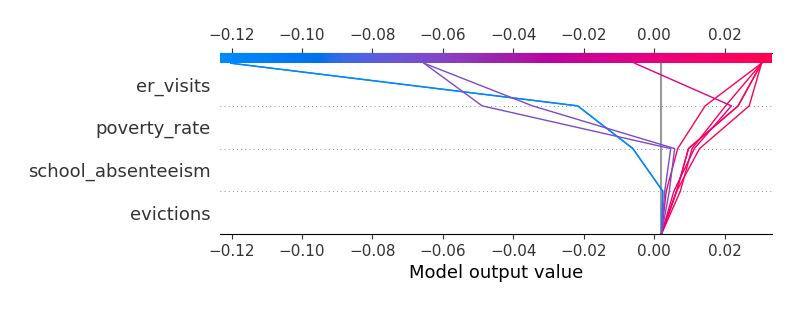 −0.12 −0.10 −0.08 −0.06 −0.04 −0.02 0.00 0.02
er_visits
poverty_rate
school_absenteeism
evictions
−0.12 −0.10 −0.08 −0.06 −0.04 −0.02 0.00 0.02
Model output value